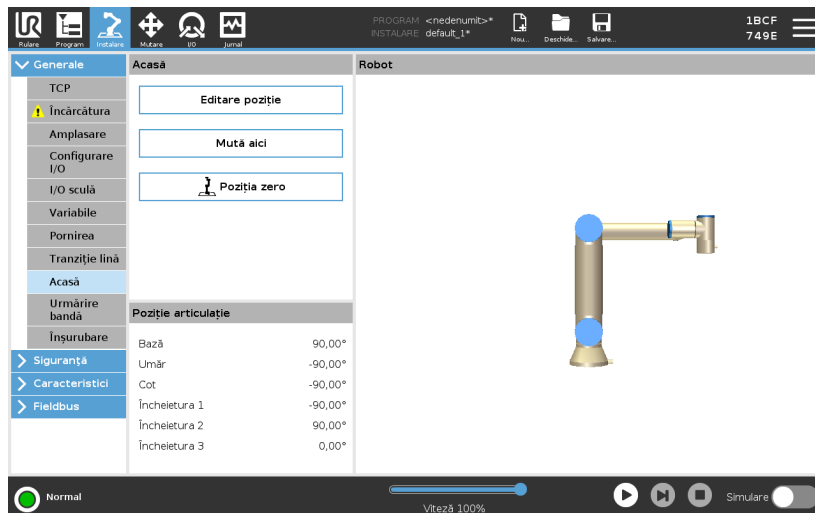 PROGRAM <nedenumit>*
INSTALARE default_1*
1BCF
749E
Rulare Program Instalare Mutare I/O Jurnal Nou... Deschide... Salvare...
Generale
TCP
Încărcătura
Amplasare
Configurare
I/O
I/O sculă
Variabile
Pornirea
Tranziție lină
Acasă
Urmărire
bandă
Înșurubare
Siguranță
Caracteristici
Fieldbus
Acasă
Editare poziție
Mută aici
Poziția zero
Poziție articulație
Bază 90,00°
Umăr -90,00°
Cot -90,00°
Încheietura 1 -90,00°
Încheietura 2 90,00°
Încheietura 3 0,00°
Robot
Normal
Viteză 100%
Simulare